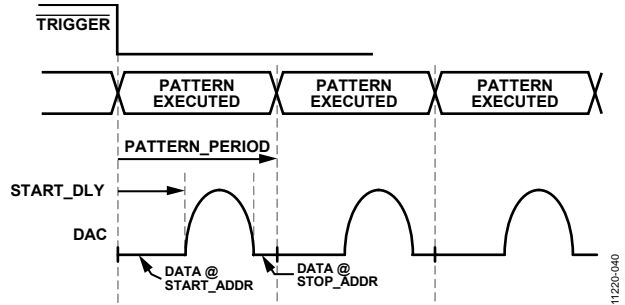 TRIGGER
PATTERN
EXECUTED
PATTERN
EXECUTED
PATTERN
EXECUTED
PATTERN_PERIOD
START_DLY
DAC
DATA @
START_ADDR
DATA @
STOP_ADDR
11220-040